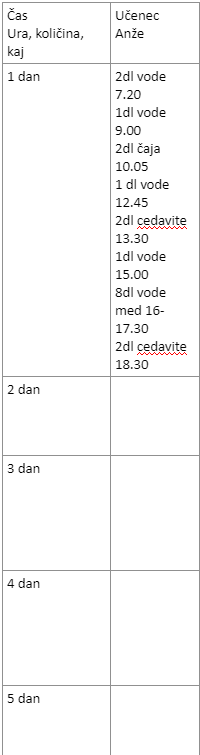 Čas
Ura, količina,
kaj
Učenec
Anže
1 dan
2dl vode
7.20
1dl vode
9.00
2dl čaja
10.05
1 dl vode
12.45
2dl cedavite
13.30
1dl vode
15.00
8dl vode
med 16-
17.30
2dl cedavite
18.30
2 dan
3 dan
4 dan
5 dan